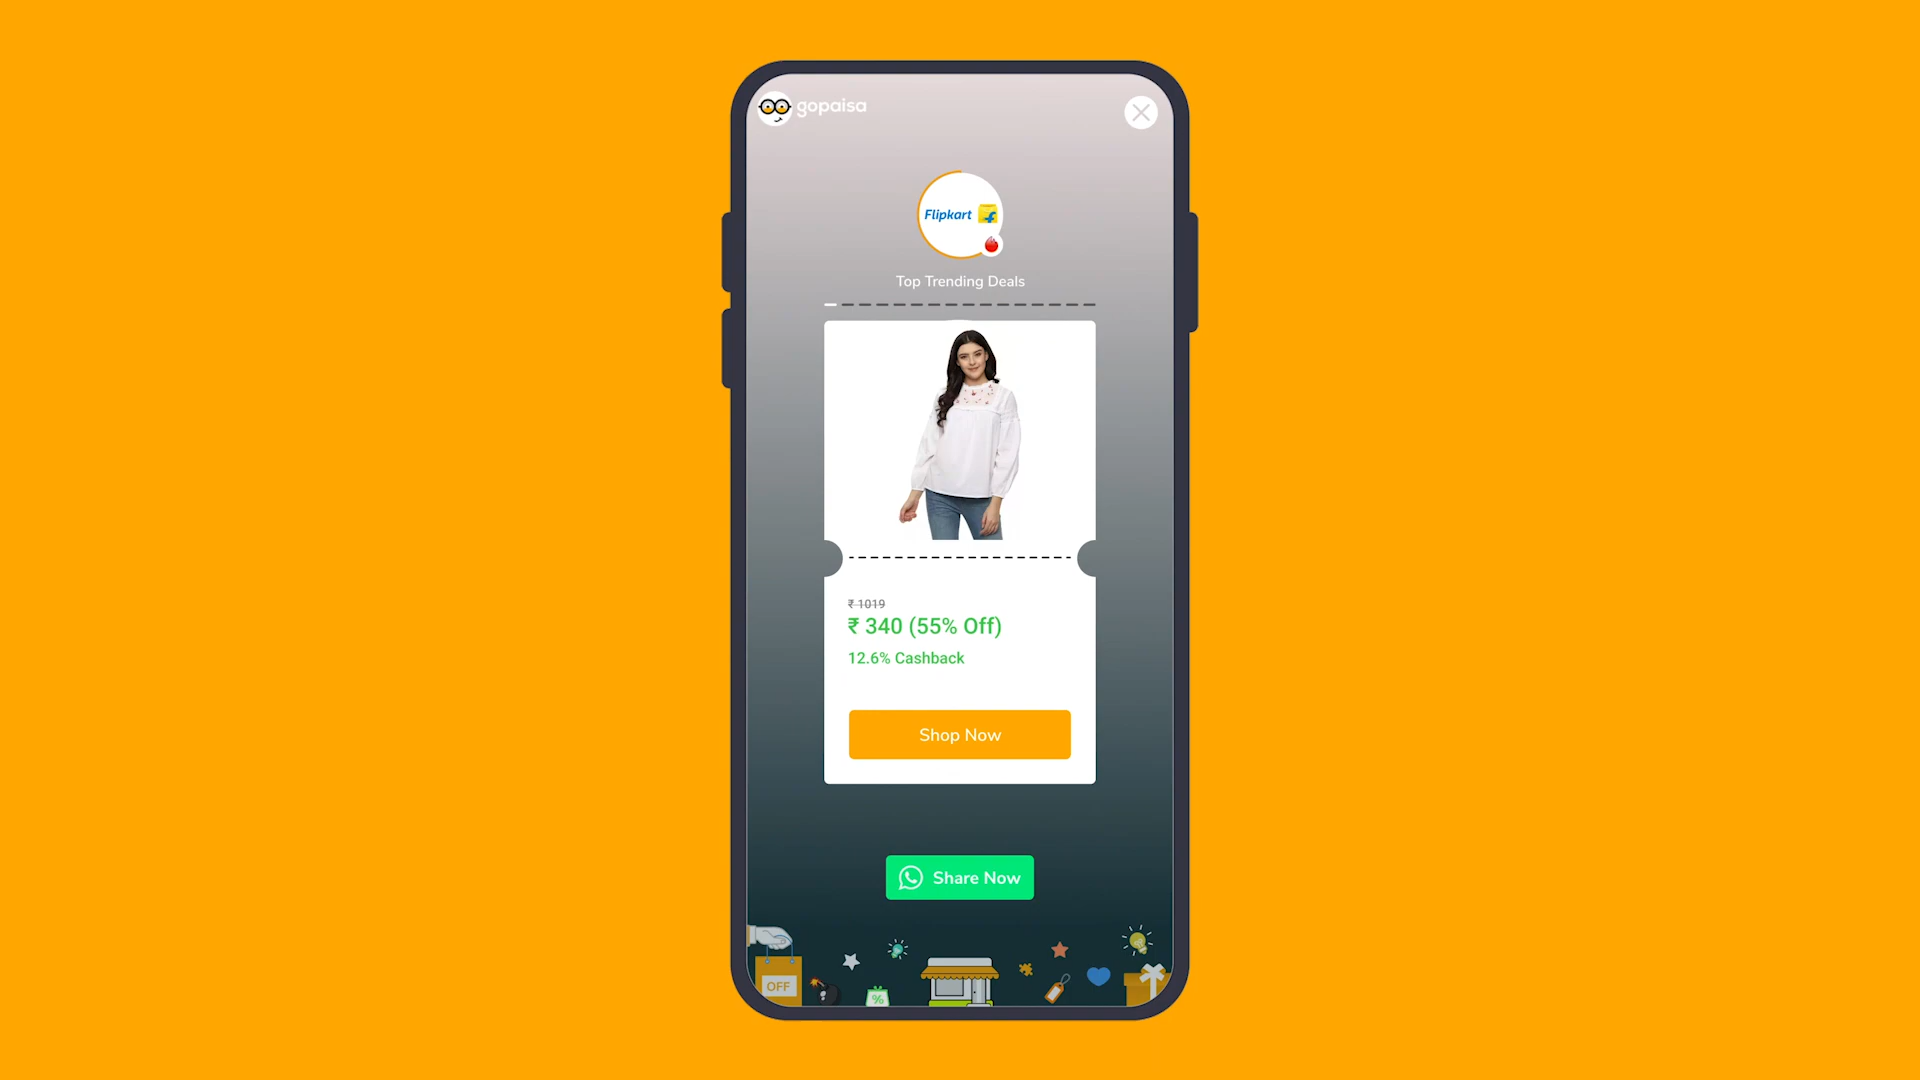 gopaisa
Flipkart
Top Trending Deals
₹ 1019
₹ 340 (55% Off)
12.6% Cashback
Shop Now
Share Now
OFF
%